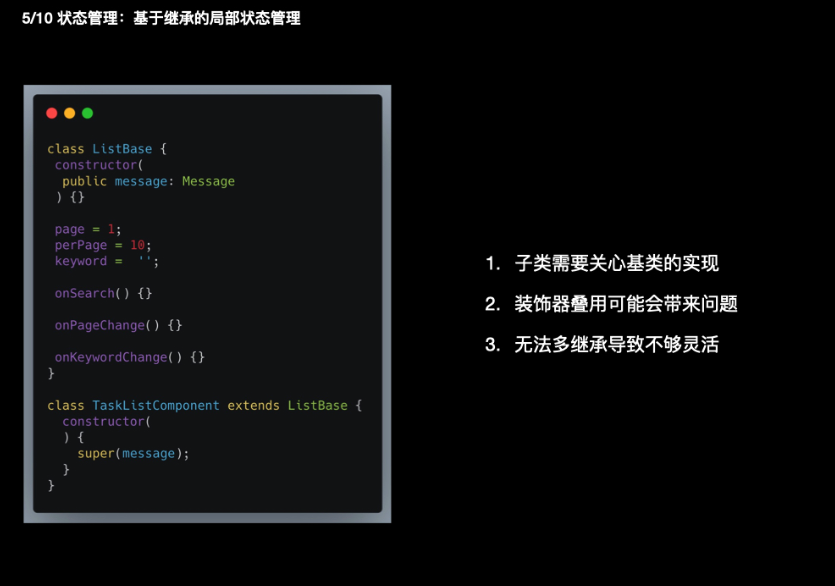 5/10 状态管理：基于继承的局部状态管理
class ListBase {
constructor(
public message: Message
) {}
page = 1;
perPage = 10;
keyword =  '';
onSearch() {}
onPageChange() {}
onKeywordChange() {}
}
class TaskListComponent extends ListBase {
constructor(
) {
super(message);
}
}
1. 子类需要关心基类的实现
2. 装饰器叠用可能会带来问题
3. 无法多继承导致不够灵活